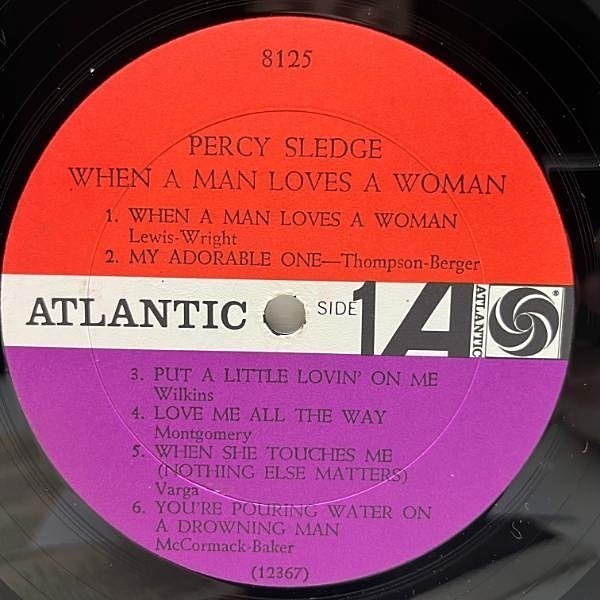 8125
PERCY SLEDGE
WHEN A MAN LOVES A WOMAN
1. WHEN A MAN LOVES A WOMAN
Lewis-Wright
2. MY ADORABLE ONE—Thompson-Berger
ATLANTIC SIDE 1 A ATLANTIC ®
3. PUT A LITTLE LOVIN' ON ME
Wilkins
4. LOVE ME ALL THE WAY
Montgomery
5. WHEN SHE TOUCHES ME
(NOTHING ELSE MATTERS)
Varga
6. YOU'RE POURING WATER ON
A DROWNING MAN
McCormack-Baker
(12367)